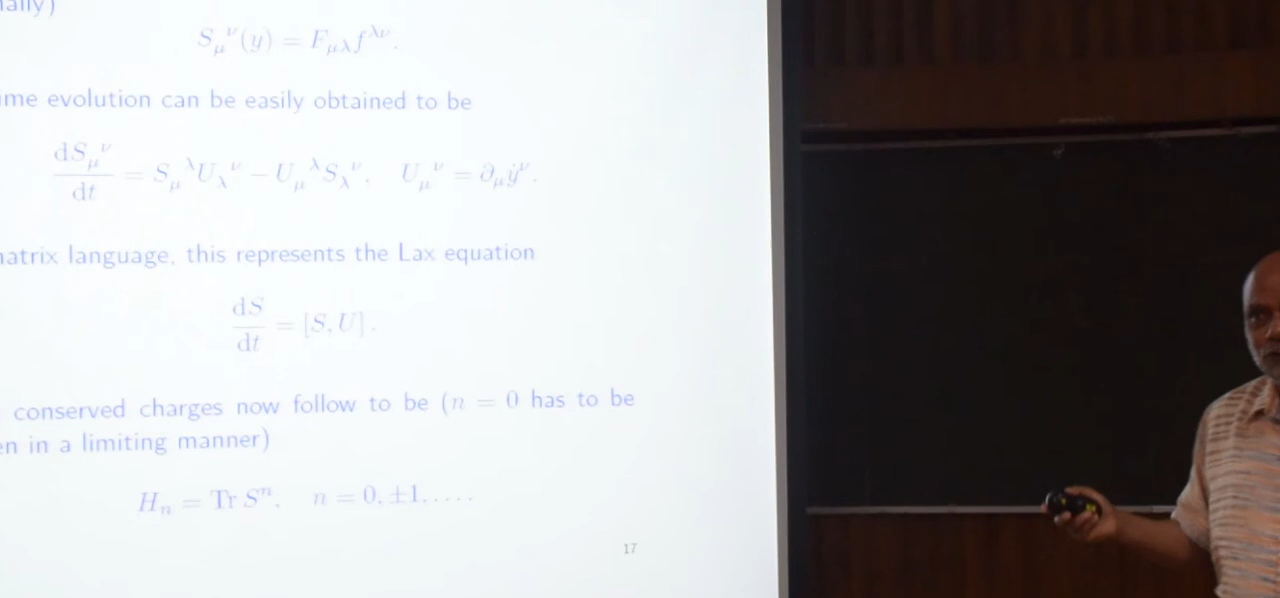 ally)
S_μ^ν(y) = F_{μλ} f^{λν}.
ime evolution can be easily obtained to be
dS_μ^ν/dt = S_μ^λ U_λ^ν − U_μ^λ S_λ^ν,   U_μ^ν = ∂_μ ẏ^ν.
natrix language, this represents the Lax equation
dS/dt = [S, U].
conserved charges now follow to be (n = 0 has to be
en in a limiting manner)
H_n = Tr S^n,   n = 0, ±1, ....
17